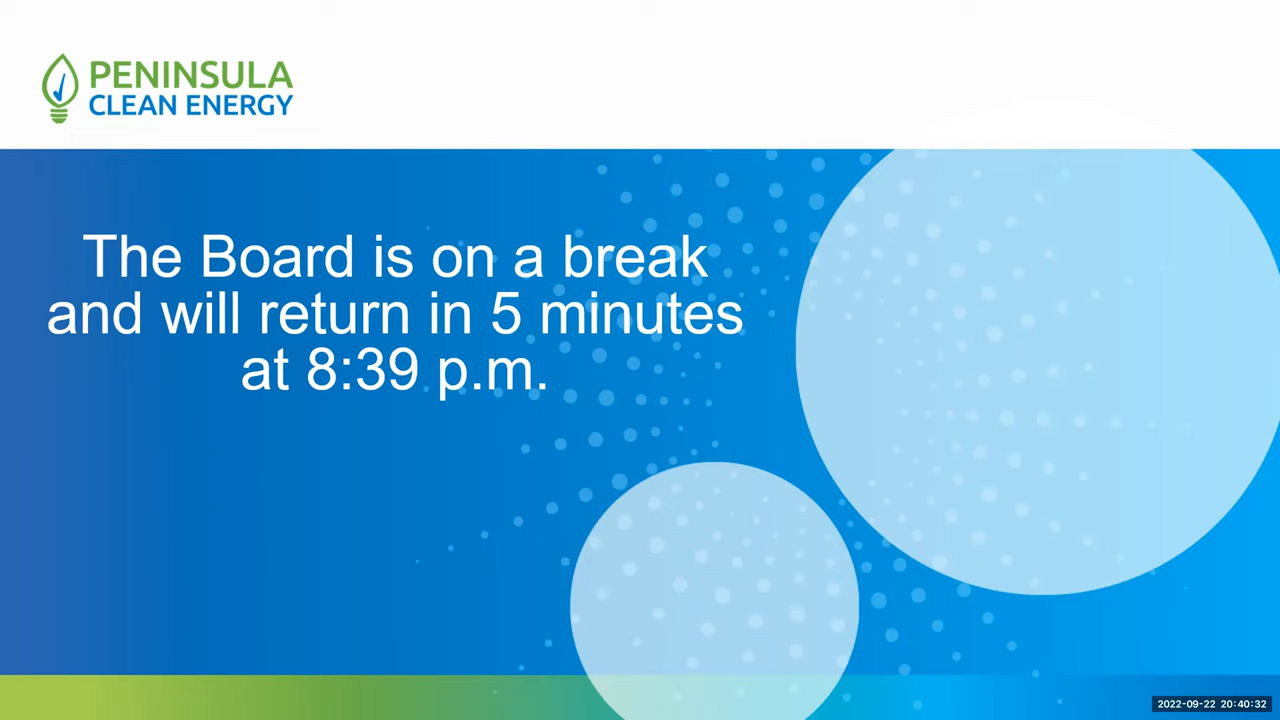 PENINSULA
CLEAN ENERGY
The Board is on a break
and will return in 5 minutes
at 8:39 p.m.
2022-09-22 20:40:32